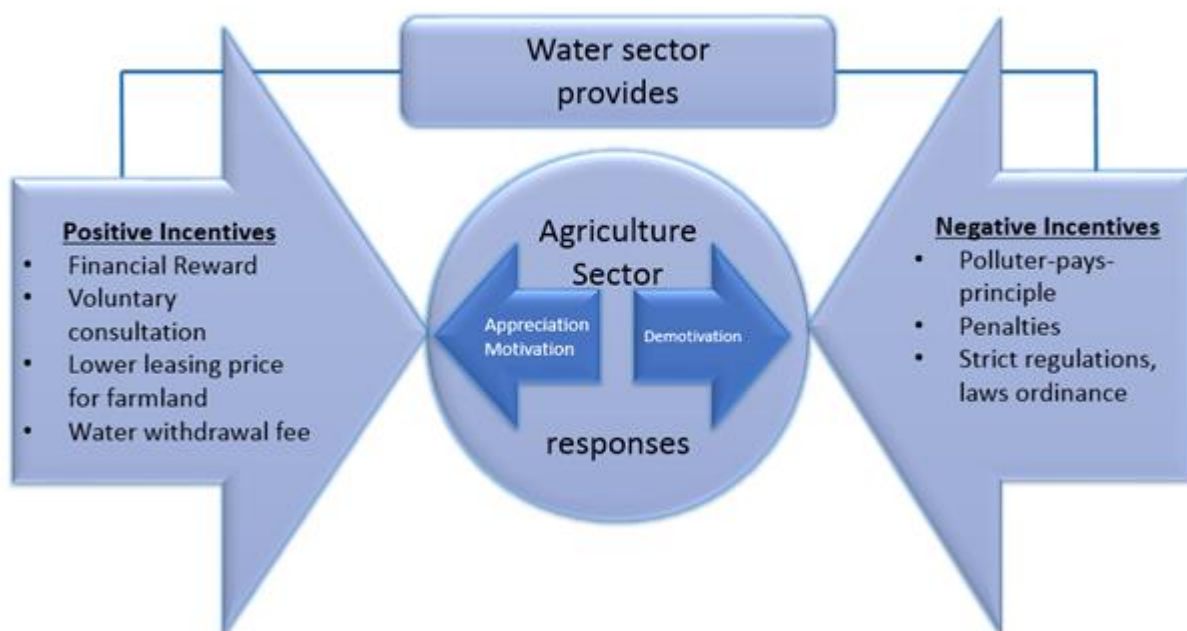 Water sector
provides
Positive Incentives
• Financial Reward
• Voluntary
consultation
• Lower leasing price
for farmland
• Water withdrawal fee
Agriculture
Sector
Appreciation
Motivation
Demotivation
responses
Negative Incentives
• Polluter-pays-
principle
• Penalties
• Strict regulations,
laws ordinance